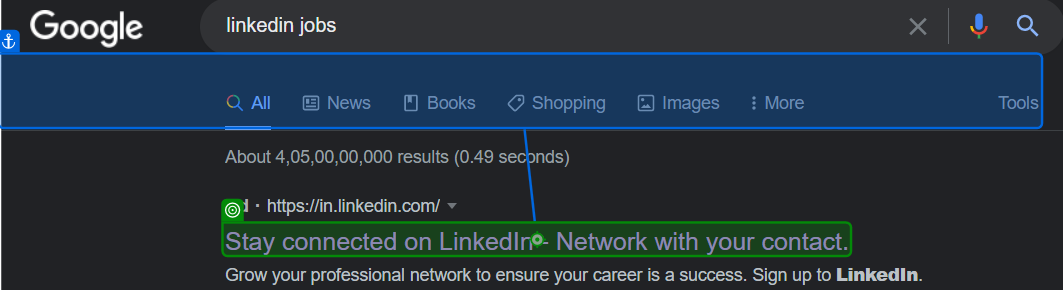 Google linkedin jobs
All News Books Shopping Images More Tools
About 4,05,00,00,000 results (0.49 seconds)
· https://in.linkedin.com/
Stay connected on LinkedIn - Network with your contact.
Grow your professional network to ensure your career is a success. Sign up to LinkedIn.